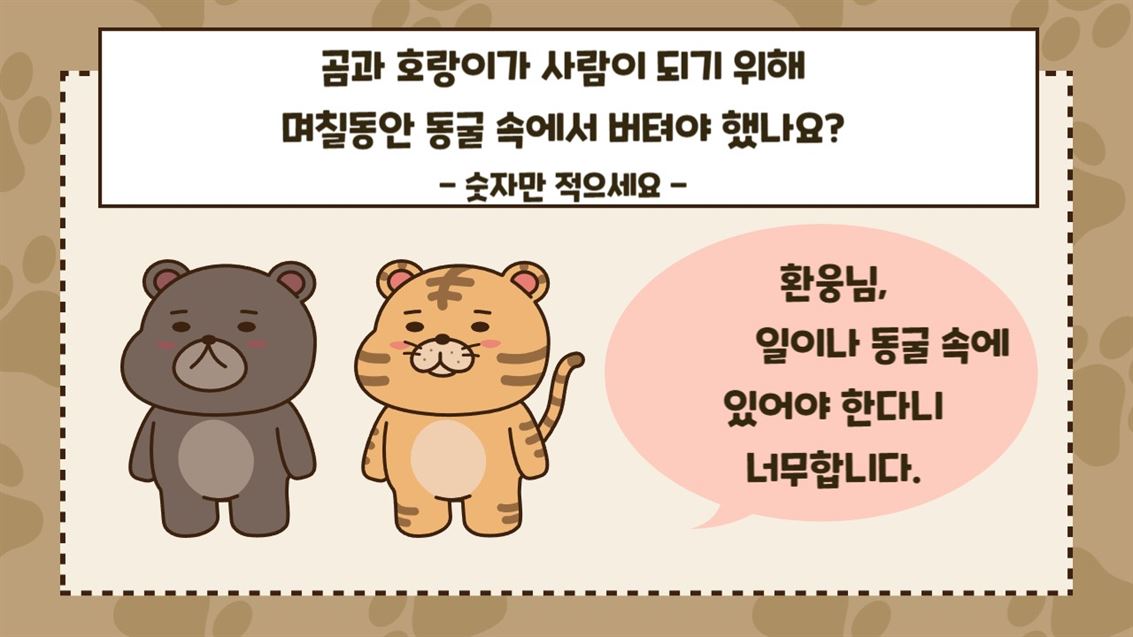 곰과 호랑이가 사람이 되기 위해
며칠동안 동굴 속에서 버텨야 했나요?
- 숫자만 적으세요 -
환웅님,
일이나 동굴 속에
있어야 한다니
너무합니다.